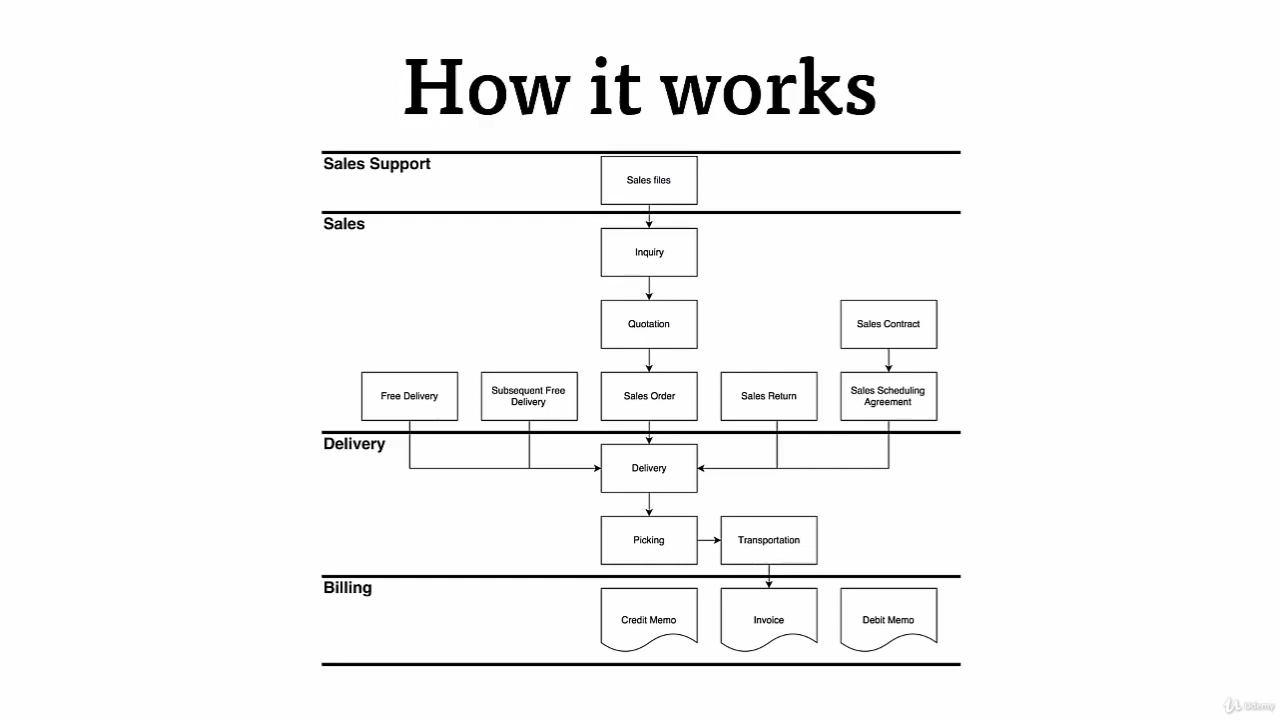 How it works
Sales Support
Sales files
Sales
Inquiry
Quotation
Sales Contract
Free Delivery
Subsequent Free
Delivery
Sales Order
Sales Return
Sales Scheduling
Agreement
Delivery
Delivery
Picking
Transportation
Billing
Credit Memo
Invoice
Debit Memo
Udemy